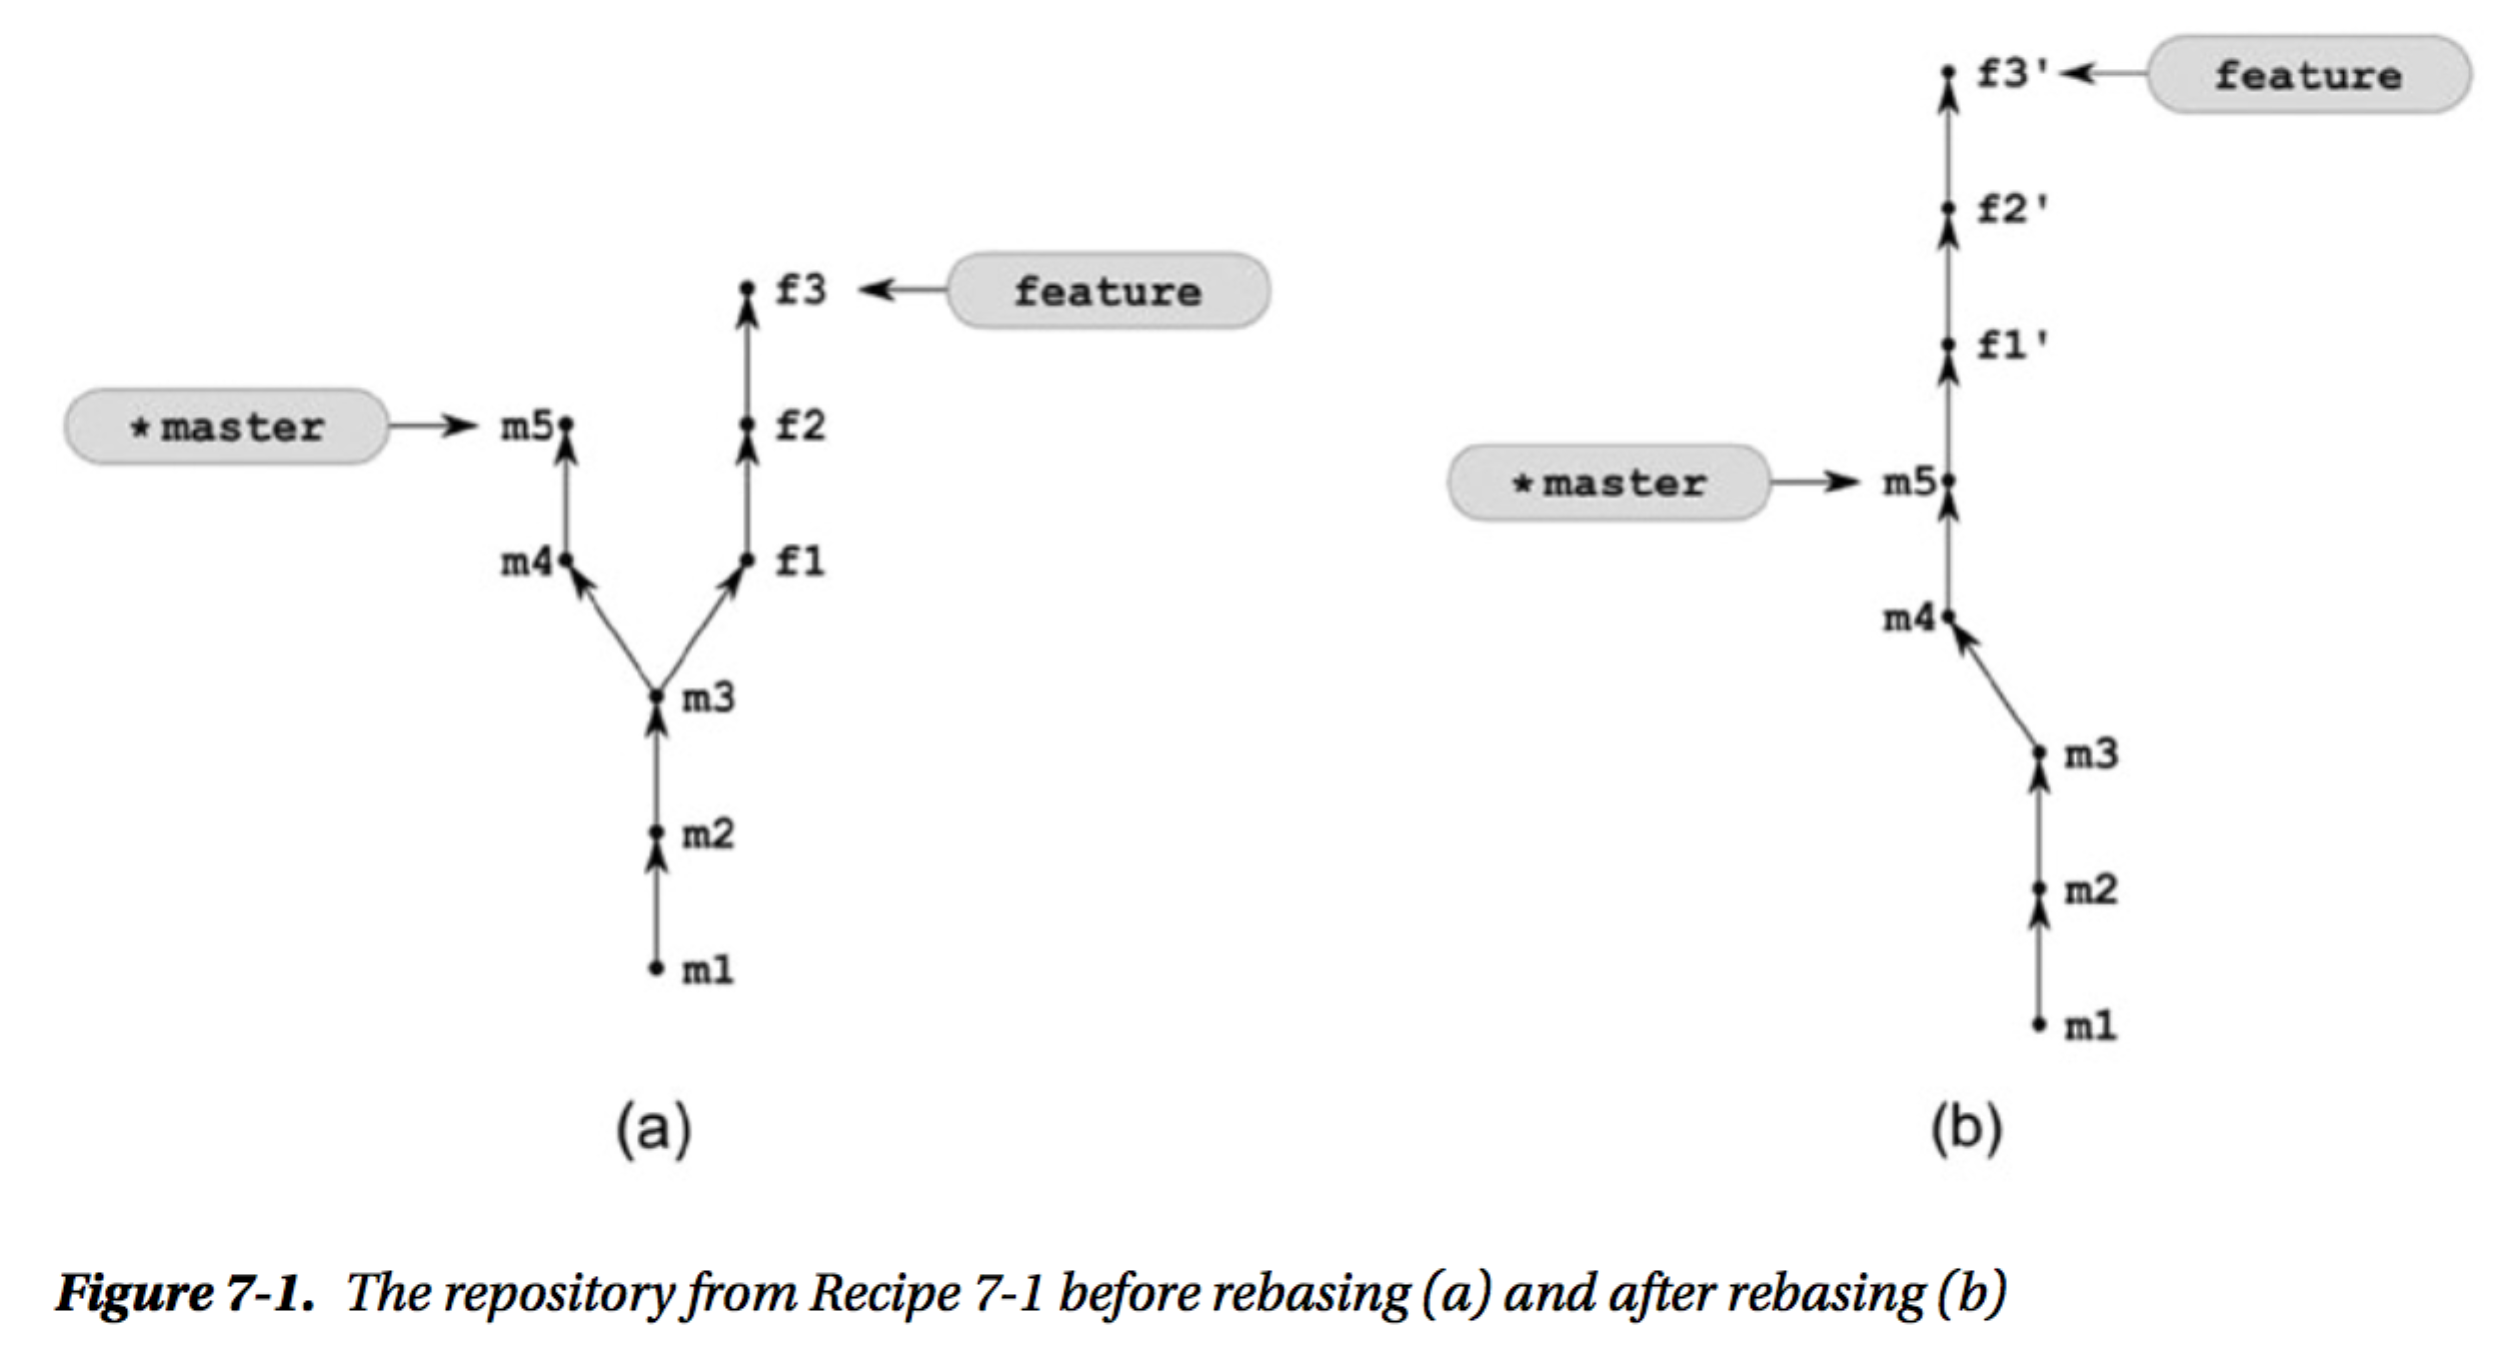 f3 feature
*master m5 f2
m4 f1
m3
m2
m1
(a)
f3' feature
f2'
f1'
*master m5
m4
m3
m2
m1
(b)
Figure 7-1. The repository from Recipe 7-1 before rebasing (a) and after rebasing (b)